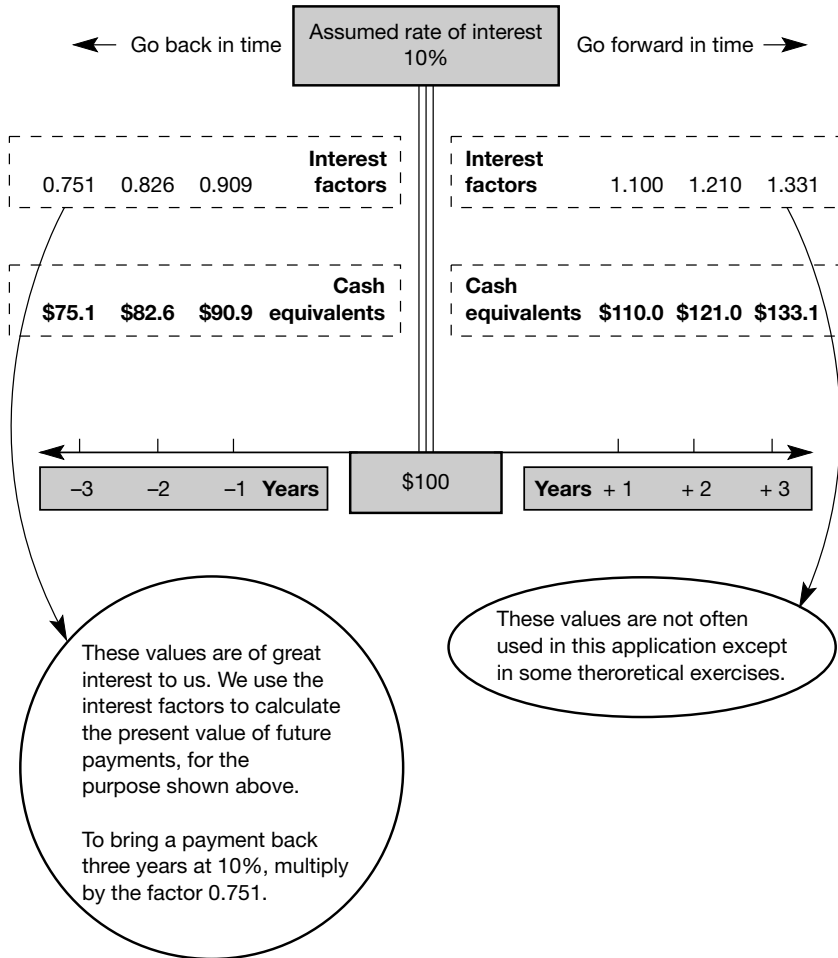 Go back in time
Assumed rate of interest
10%
Go forward in time
0.751 0.826 0.909 Interest
factors
Interest
factors 1.100 1.210 1.331
Cash
$75.1 $82.6 $90.9 equivalents
Cash
equivalents $110.0 $121.0 $133.1
–3 –2 –1 Years
$100
Years + 1 + 2 + 3
These values are of great
interest to us. We use the
interest factors to calculate
the present value of future
payments, for the
purpose shown above.
To bring a payment back
three years at 10%, multiply
by the factor 0.751.
These values are not often
used in this application except
in some theroretical exercises.